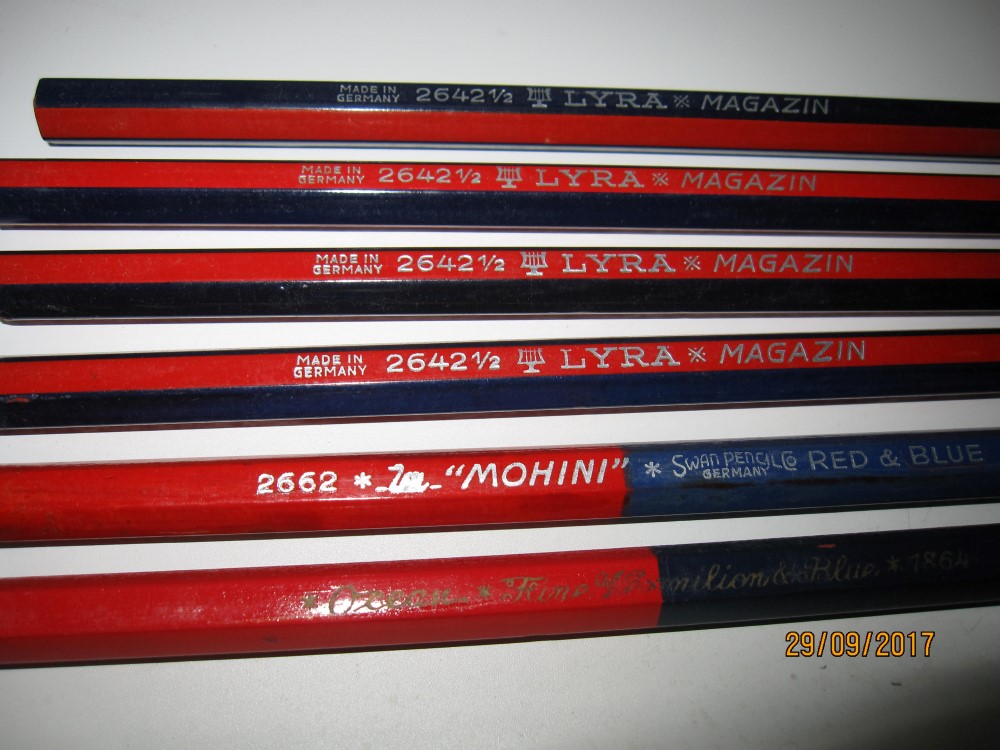 MADE IN
GERMANY 2642½ LYRA MAGAZIN
MADE IN
GERMANY 2642½ LYRA MAGAZIN
MADE IN
GERMANY 2642½ LYRA MAGAZIN
MADE IN
GERMANY 2642½ LYRA MAGAZIN
2662 * "MOHINI" * SWAN PENCIL Co RED & BLUE
GERMANY
* Ocean * Fine Vermilion & Blue * 1864
29/09/2017